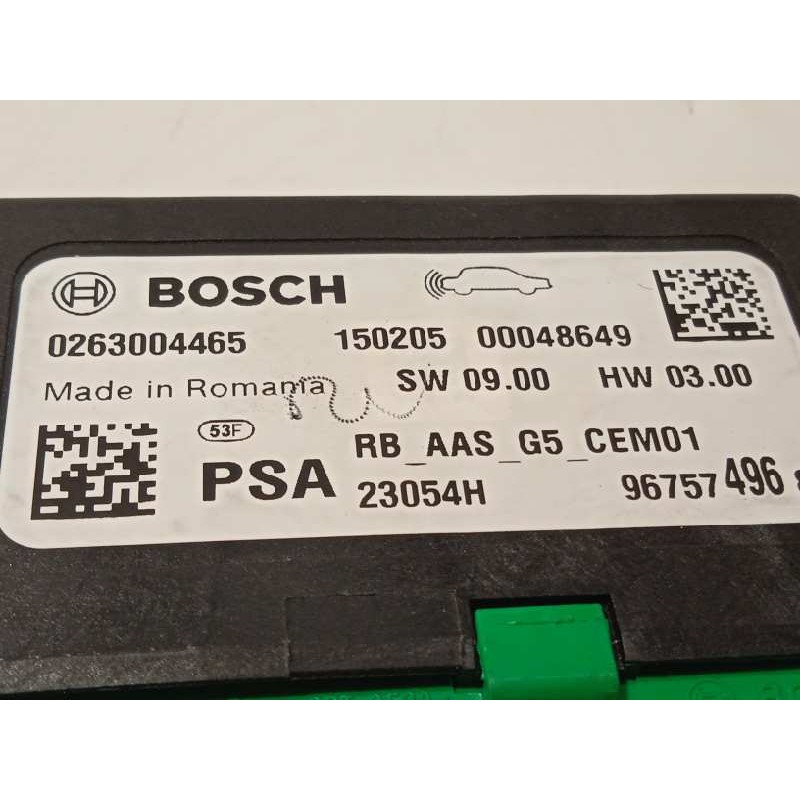 BOSCH
0263004465 150205 00048649
Made in Romania SW 09.00 HW 03.00
53F RB_AAS_G5_CEM01
PSA 23054H 96757496